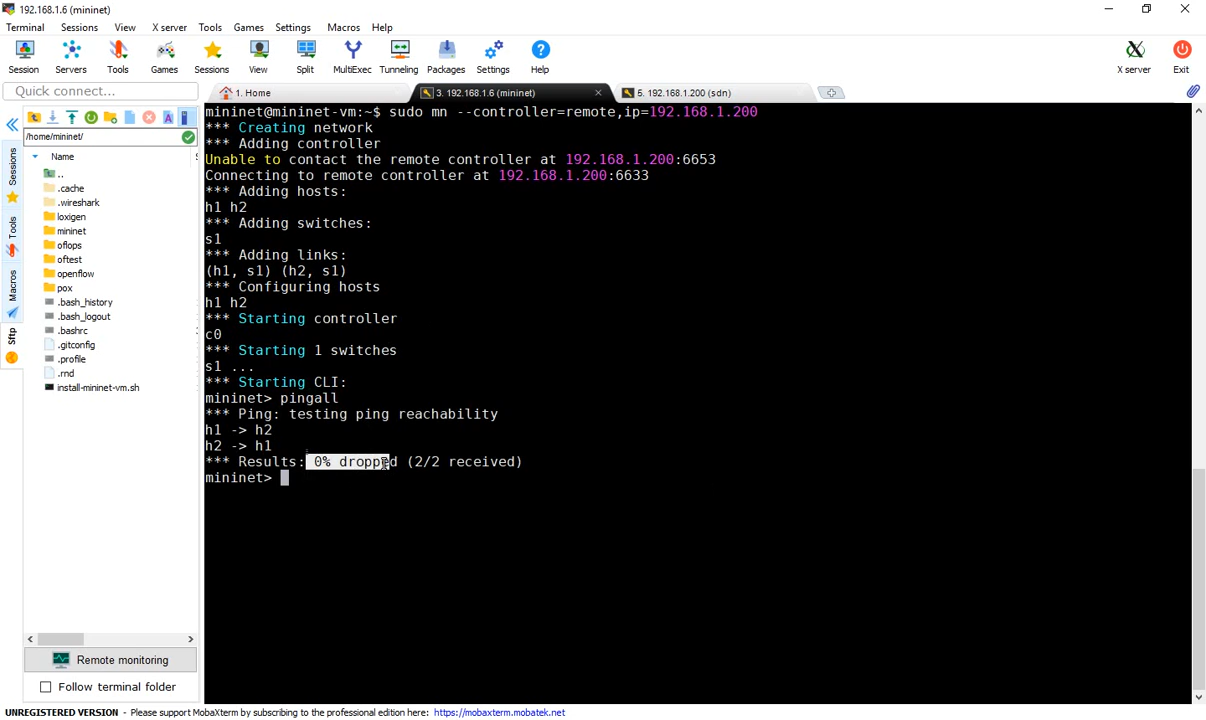 192.168.1.6 (mininet)
Terminal Sessions View X server Tools Games Settings Macros Help
Session Servers Tools Games Sessions View Split MultiExec Tunneling Packages Settings Help X server Exit
Quick connect...
1. Home
3. 192.168.1.6 (mininet)
5. 192.168.1.200 (sdn)
Sessions
Tools
Macros
Sftp
/home/mininet/
Name
..
.cache
.wireshark
loxigen
mininet
oflops
oftest
openflow
pox
.bash_history
.bash_logout
.bashrc
.gitconfig
.profile
.rnd
install-mininet-vm.sh
Remote monitoring
Follow terminal folder
mininet@mininet-vm:~$ sudo mn --controller=remote,ip=192.168.1.200
*** Creating network
*** Adding controller
Unable to contact the remote controller at 192.168.1.200:6653
Connecting to remote controller at 192.168.1.200:6633
*** Adding hosts:
h1 h2
*** Adding switches:
s1
*** Adding links:
(h1, s1) (h2, s1)
*** Configuring hosts
h1 h2
*** Starting controller
c0
*** Starting 1 switches
s1 ...
*** Starting CLI:
mininet> pingall
*** Ping: testing ping reachability
h1 -> h2
h2 -> h1
*** Results: 0% dropped (2/2 received)
mininet>
UNREGISTERED VERSION - Please support MobaXterm by subscribing to the professional edition here: https://mobaxterm.mobatek.net